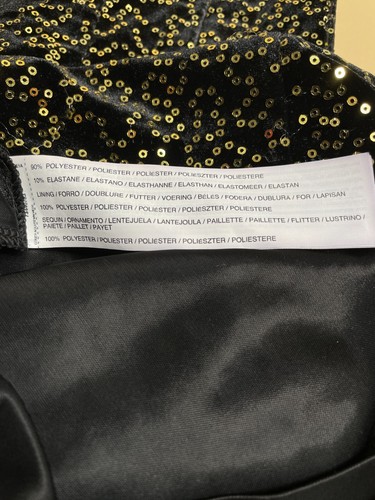 90% POLYESTER / POLIESTER / POLIESTER / POLIESZTER / POLIESTERE
10% ELASTANE / ELASTANO / ELASTHANNE / ELASTHAN / ELASTOMEER / ELASTAN
LINING / FORRO / DOUBLURE / FUTTER / VOERING / BÉLÉS / FODERA / DUBLURA / FOR / LAPISAN
100% POLYESTER / POLIESTER / POLIESTER / POLIESZTER / POLIESTERE
SEQUIN / ORNAMENTO / LENTEJUELA / LANTEJOULA / PAILLETTE / PAILLETTE / FLITTER / LUSTRINO /
PAIETE / PAILLET / PAYET
100% POLYESTER / POLIESTER / POLIESTER / POLIESZTER / POLIESTERE